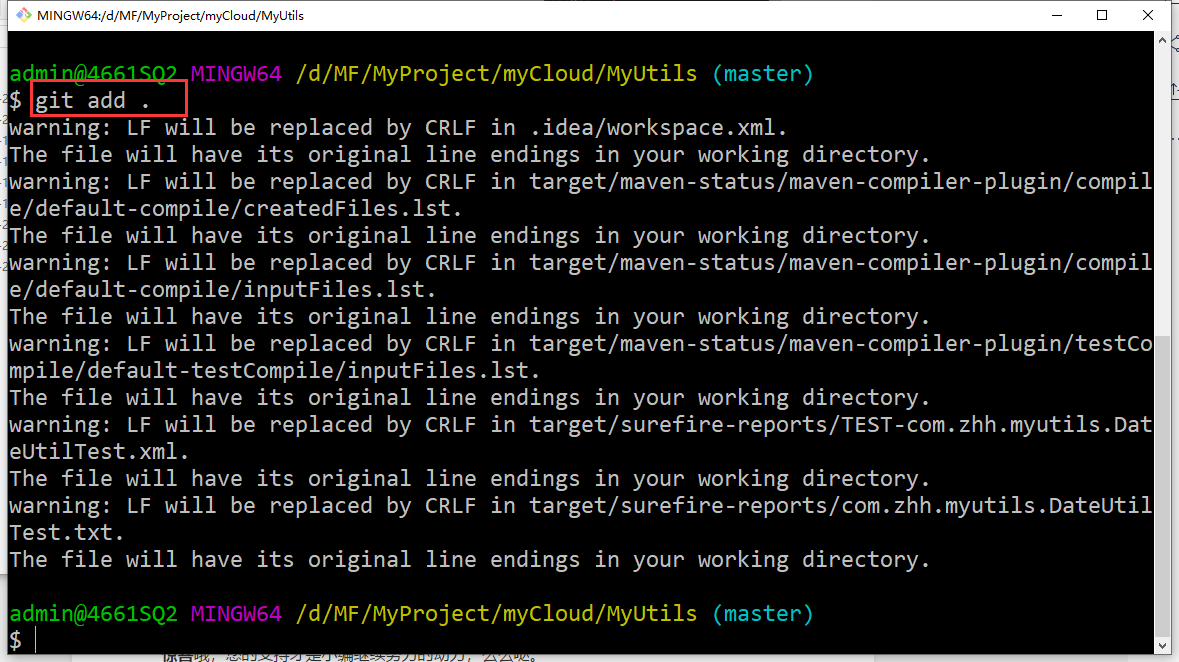 MINGW64:/d/MF/MyProject/myCloud/MyUtils
admin@4661SQ2 MINGW64 /d/MF/MyProject/myCloud/MyUtils (master)
$ git add .
warning: LF will be replaced by CRLF in .idea/workspace.xml.
The file will have its original line endings in your working directory.
warning: LF will be replaced by CRLF in target/maven-status/maven-compiler-plugin/compil
e/default-compile/createdFiles.lst.
The file will have its original line endings in your working directory.
warning: LF will be replaced by CRLF in target/maven-status/maven-compiler-plugin/compil
e/default-compile/inputFiles.lst.
The file will have its original line endings in your working directory.
warning: LF will be replaced by CRLF in target/maven-status/maven-compiler-plugin/testCo
mpile/default-testCompile/inputFiles.lst.
The file will have its original line endings in your working directory.
warning: LF will be replaced by CRLF in target/surefire-reports/TEST-com.zhh.myutils.Dat
eUtilTest.xml.
The file will have its original line endings in your working directory.
warning: LF will be replaced by CRLF in target/surefire-reports/com.zhh.myutils.DateUtil
Test.txt.
The file will have its original line endings in your working directory.
admin@4661SQ2 MINGW64 /d/MF/MyProject/myCloud/MyUtils (master)
$